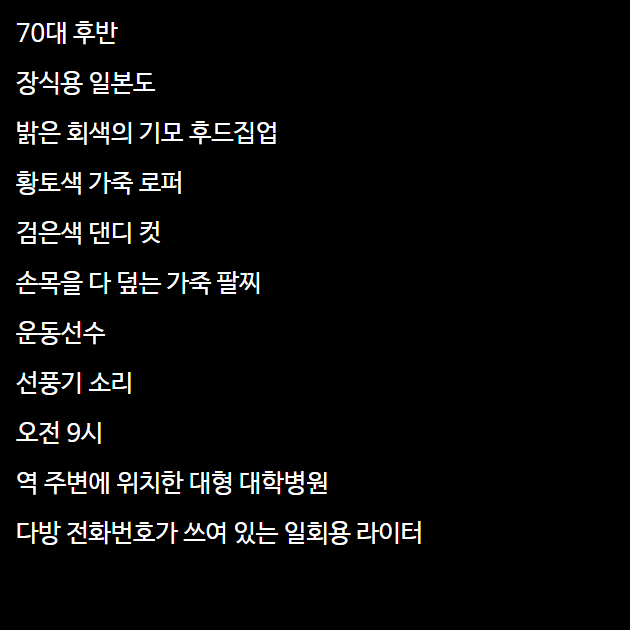 70대 후반
장식용 일본도
밝은 회색의 기모 후드집업
황토색 가죽 로퍼
검은색 댄디 컷
손목을 다 덮는 가죽 팔찌
운동선수
선풍기 소리
오전 9시
역 주변에 위치한 대형 대학병원
다방 전화번호가 쓰여 있는 일회용 라이터